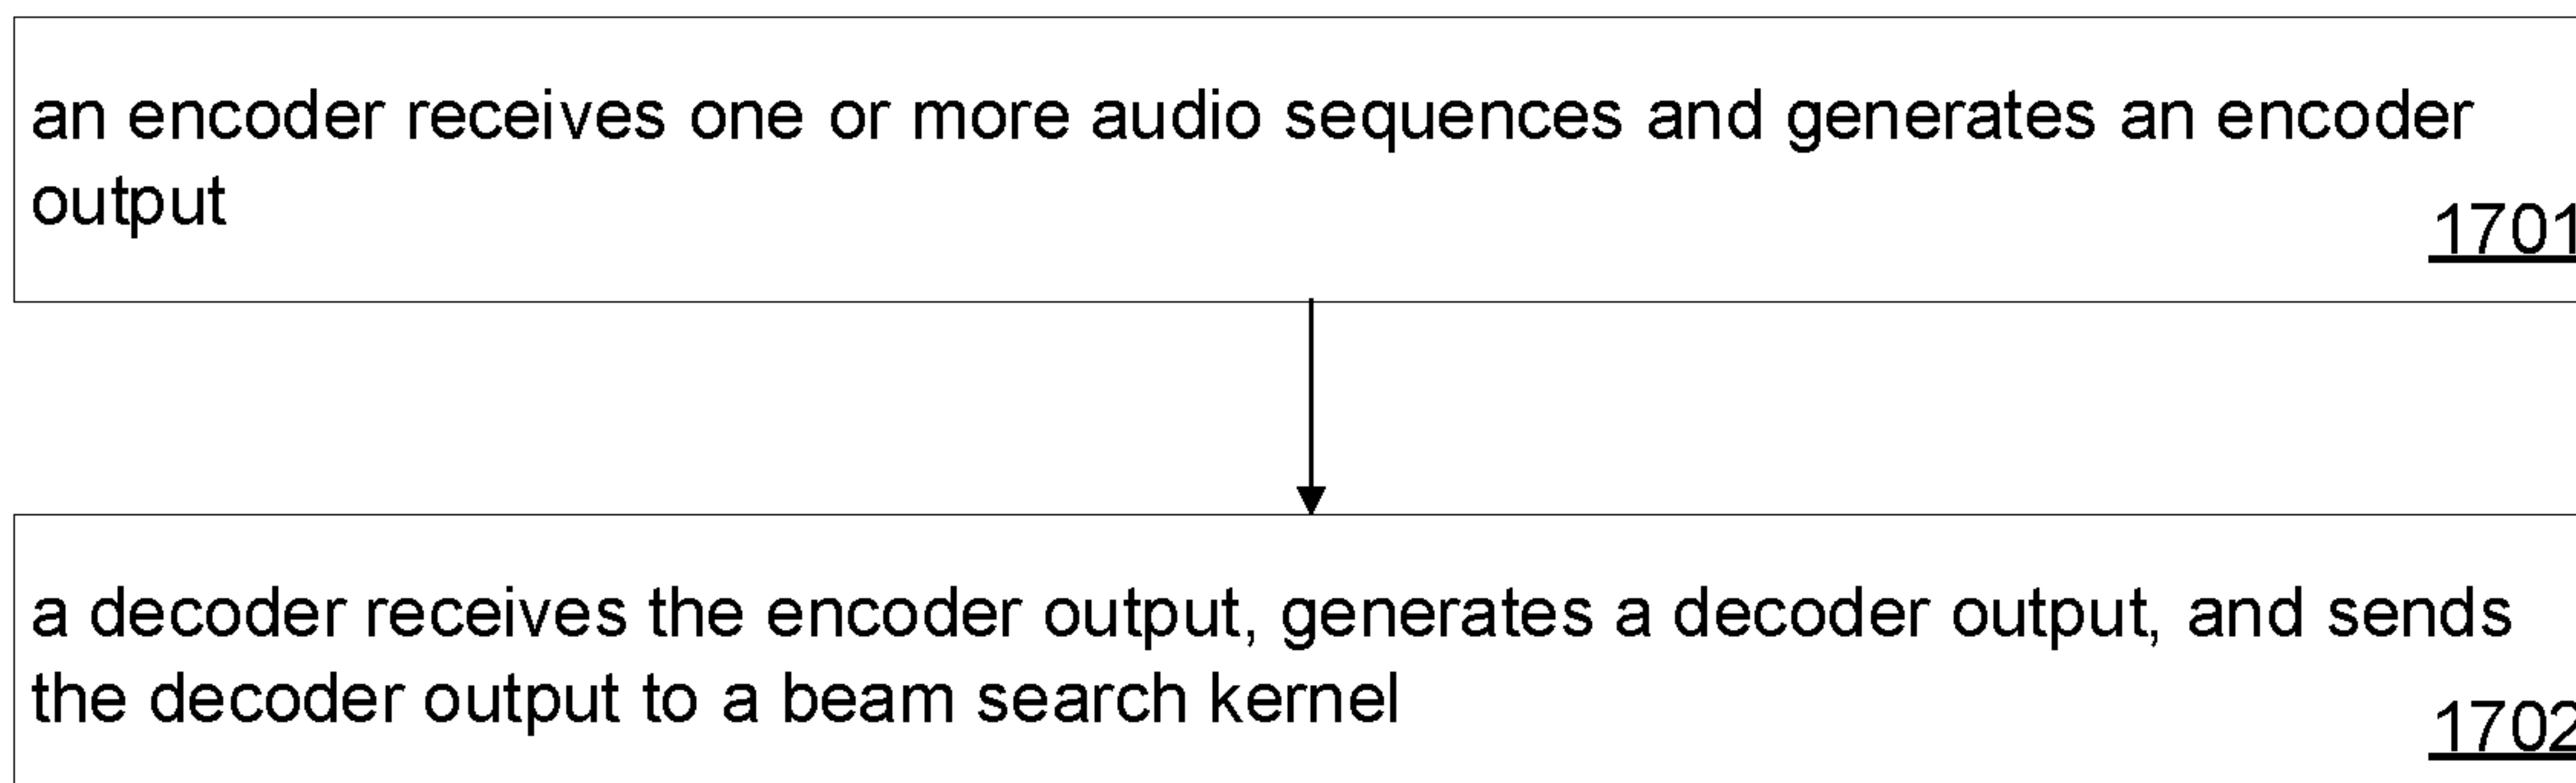 an encoder receives one or more audio sequences and generates an encoder
output
1701
a decoder receives the encoder output, generates a decoder output, and sends
the decoder output to a beam search kernel
1702